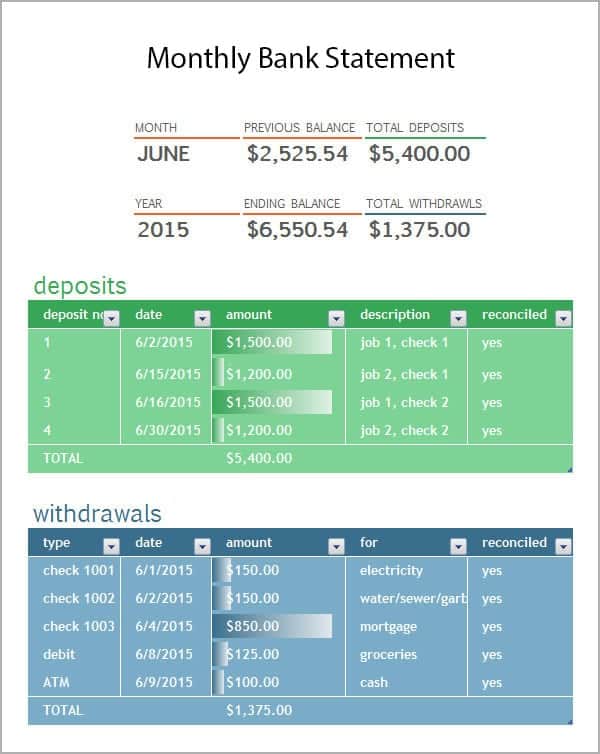 Monthly Bank Statement
MONTH PREVIOUS BALANCE TOTAL DEPOSITS
JUNE $2,525.54 $5,400.00
YEAR ENDING BALANCE TOTAL WITHDRAWLS
2015 $6,550.54 $1,375.00
deposits
deposit no date amount description reconciled
1 6/2/2015 $1,500.00 job 1, check 1 yes
2 6/15/2015 $1,200.00 job 2, check 1 yes
3 6/16/2015 $1,500.00 job 1, check 2 yes
4 6/30/2015 $1,200.00 job 2, check 2 yes
TOTAL $5,400.00
withdrawals
type date amount for reconciled
check 1001 6/1/2015 $150.00 electricity yes
check 1002 6/2/2015 $150.00 water/sewer/garb yes
check 1003 6/4/2015 $850.00 mortgage yes
debit 6/8/2015 $125.00 groceries yes
ATM 6/9/2015 $100.00 cash yes
TOTAL $1,375.00